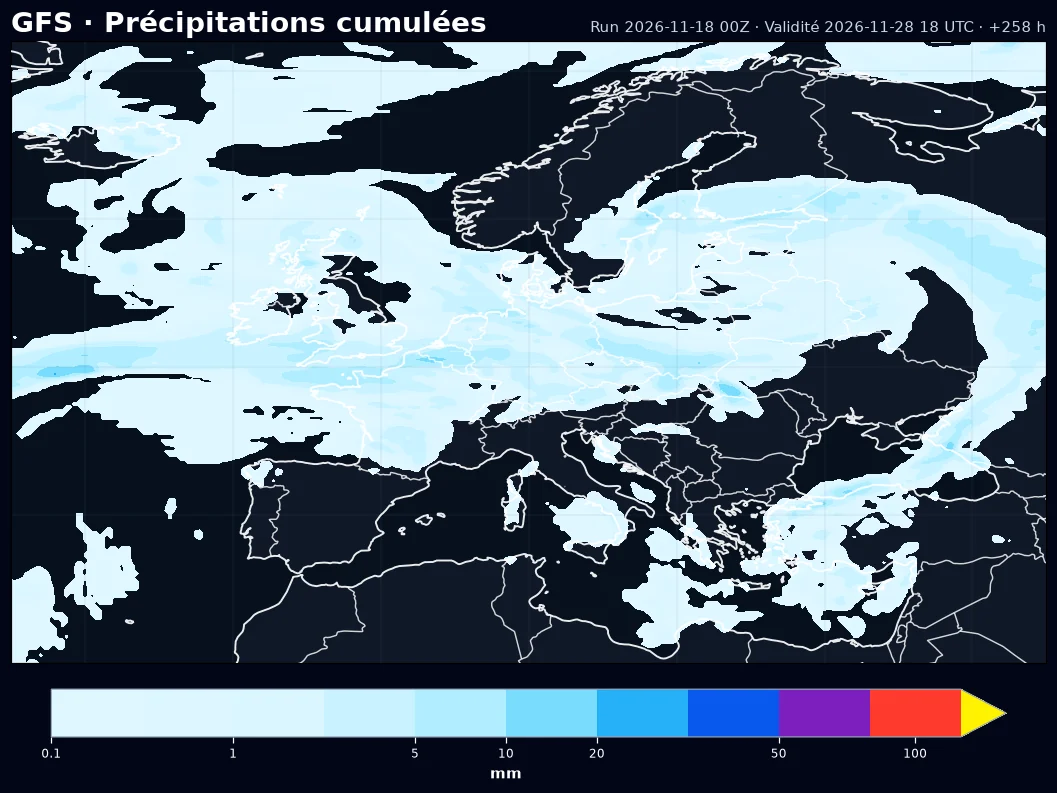 GFS · Précipitations cumulées
Run 2026-11-18 00Z · Validité 2026-11-28 18 UTC · +258 h
0.1 1 5 10 20 50 100
mm